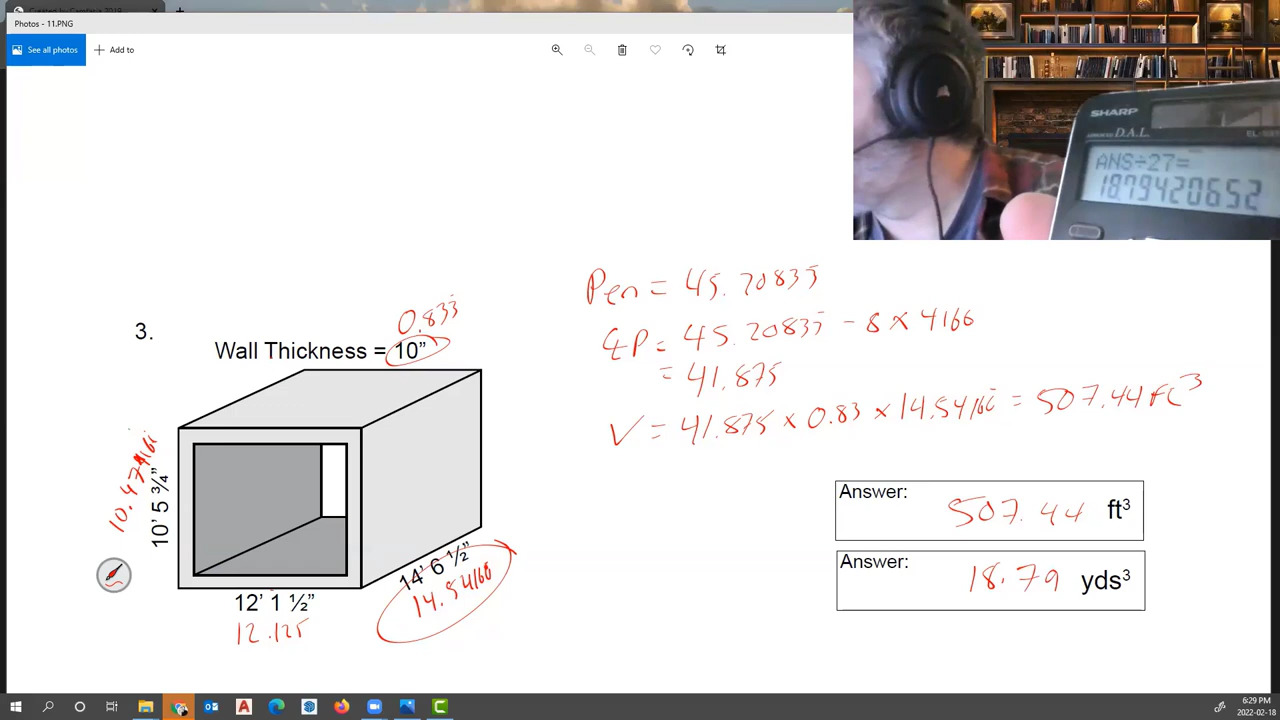 Photos - 11.PNG
See all photos
Add to
SHARP
D.A.L.
ANS÷27=
18.79420652
3.
0.833
Wall Thickness = 10"
10' 5 ¾"
12' 1 ½"
12.125
14' 6 ½"
14.54166
Pen = 45.20835
₵P = 45.20835 - 8 x 4166
= 41.875
V = 41.875 x 0.83 x 14.54166 = 507.44 ft³
Answer:
507.44 ft³
Answer:
18.79 yds³
6:29 PM
2022-02-18